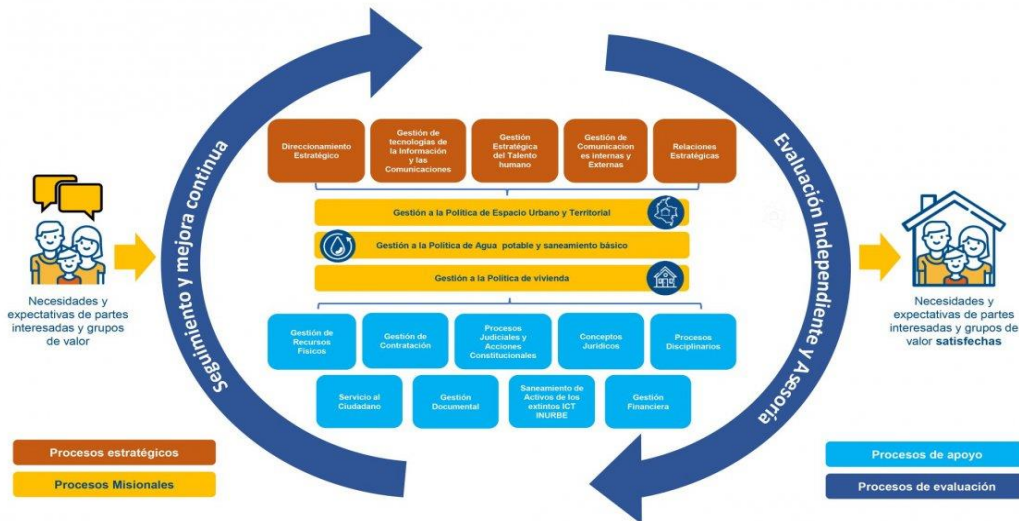 Seguimiento y mejora continua
Evaluación Independiente y Asesoría
Direccionamiento
Estratégico
Gestión de
tecnologías de
la Información
y las
Comunicaciones
Gestión
Estratégica
del Talento
humano
Gestión de
Comunicacion
es internas y
Externas
Relaciones
Estratégicas
Gestión a la Política de Espacio Urbano y Territorial
Gestión a la Política de Agua potable y saneamiento básico
Gestión a la Política de vivienda
Necesidades y
expectativas de partes
interesadas y grupos
de valor
Necesidades y
expectativas de partes
interesadas y grupos de
valor satisfechas
Gestión de
Recursos
Físicos
Gestión de
Contratación
Procesos
Judiciales y
Acciones
Constitucionales
Conceptos
Jurídicos
Procesos
Disciplinarios
Servicio al
Ciudadano
Gestión
Documental
Saneamiento de
Activos de los
extintos ICT
INURBE
Gestión
Financiera
Procesos estratégicos
Procesos Misionales
Procesos de apoyo
Procesos de evaluación